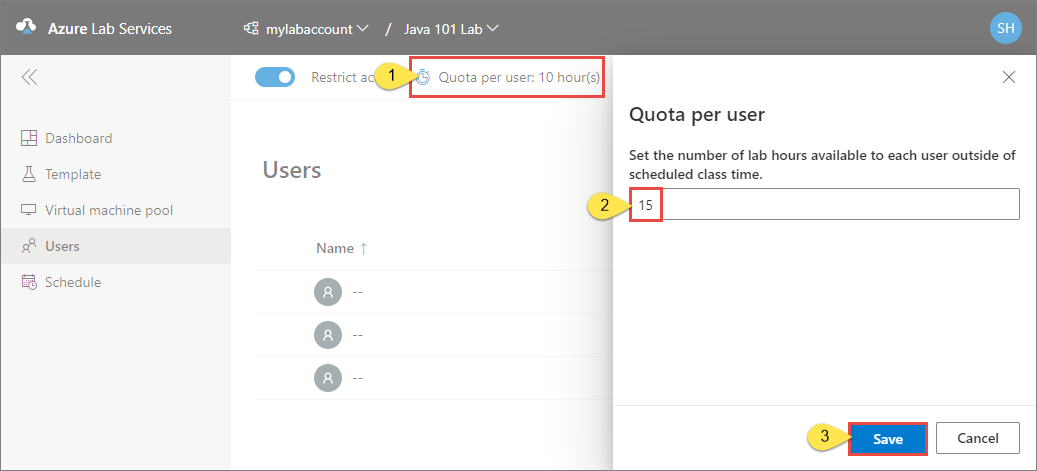 Azure Lab Services
mylabaccount / Java 101 Lab
SH
Restrict ac
1
Quota per user: 10 hour(s)
Dashboard
Template
Virtual machine pool
Users
Schedule
Users
Name ↑
--
--
--
Quota per user
Set the number of lab hours available to each user outside of
scheduled class time.
2
15
3
Save
Cancel